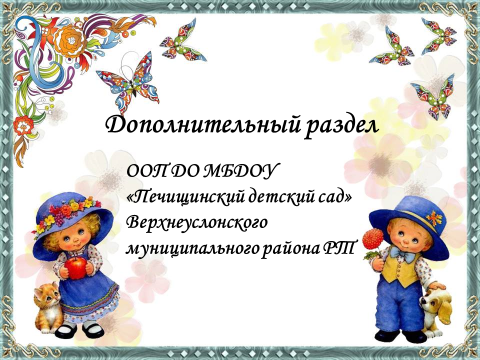 Дополнительный раздел
ООП ДО МБДОУ
«Печищинский детский сад»
Верхнеуслонского
муниципального района РТ